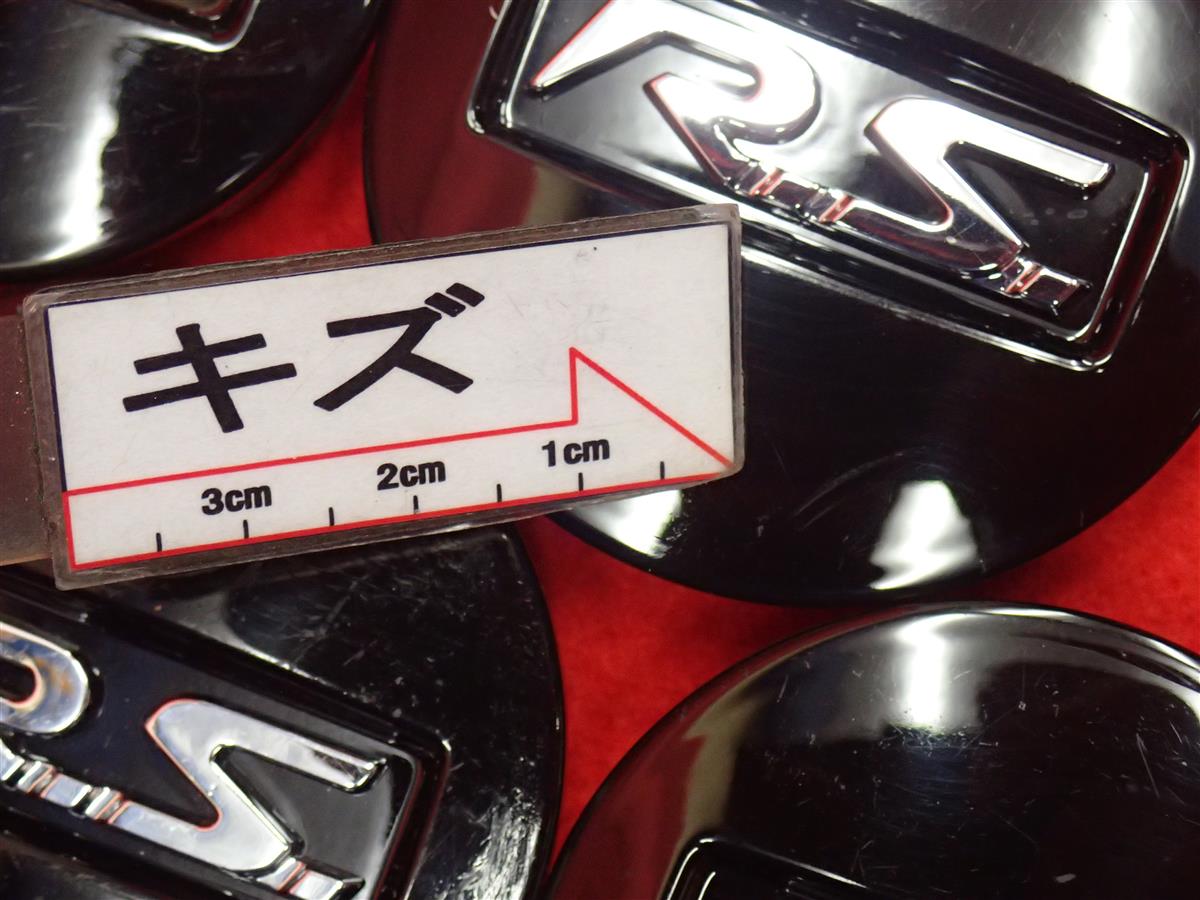 RS
キズ
3cm 2cm 1cm
RS